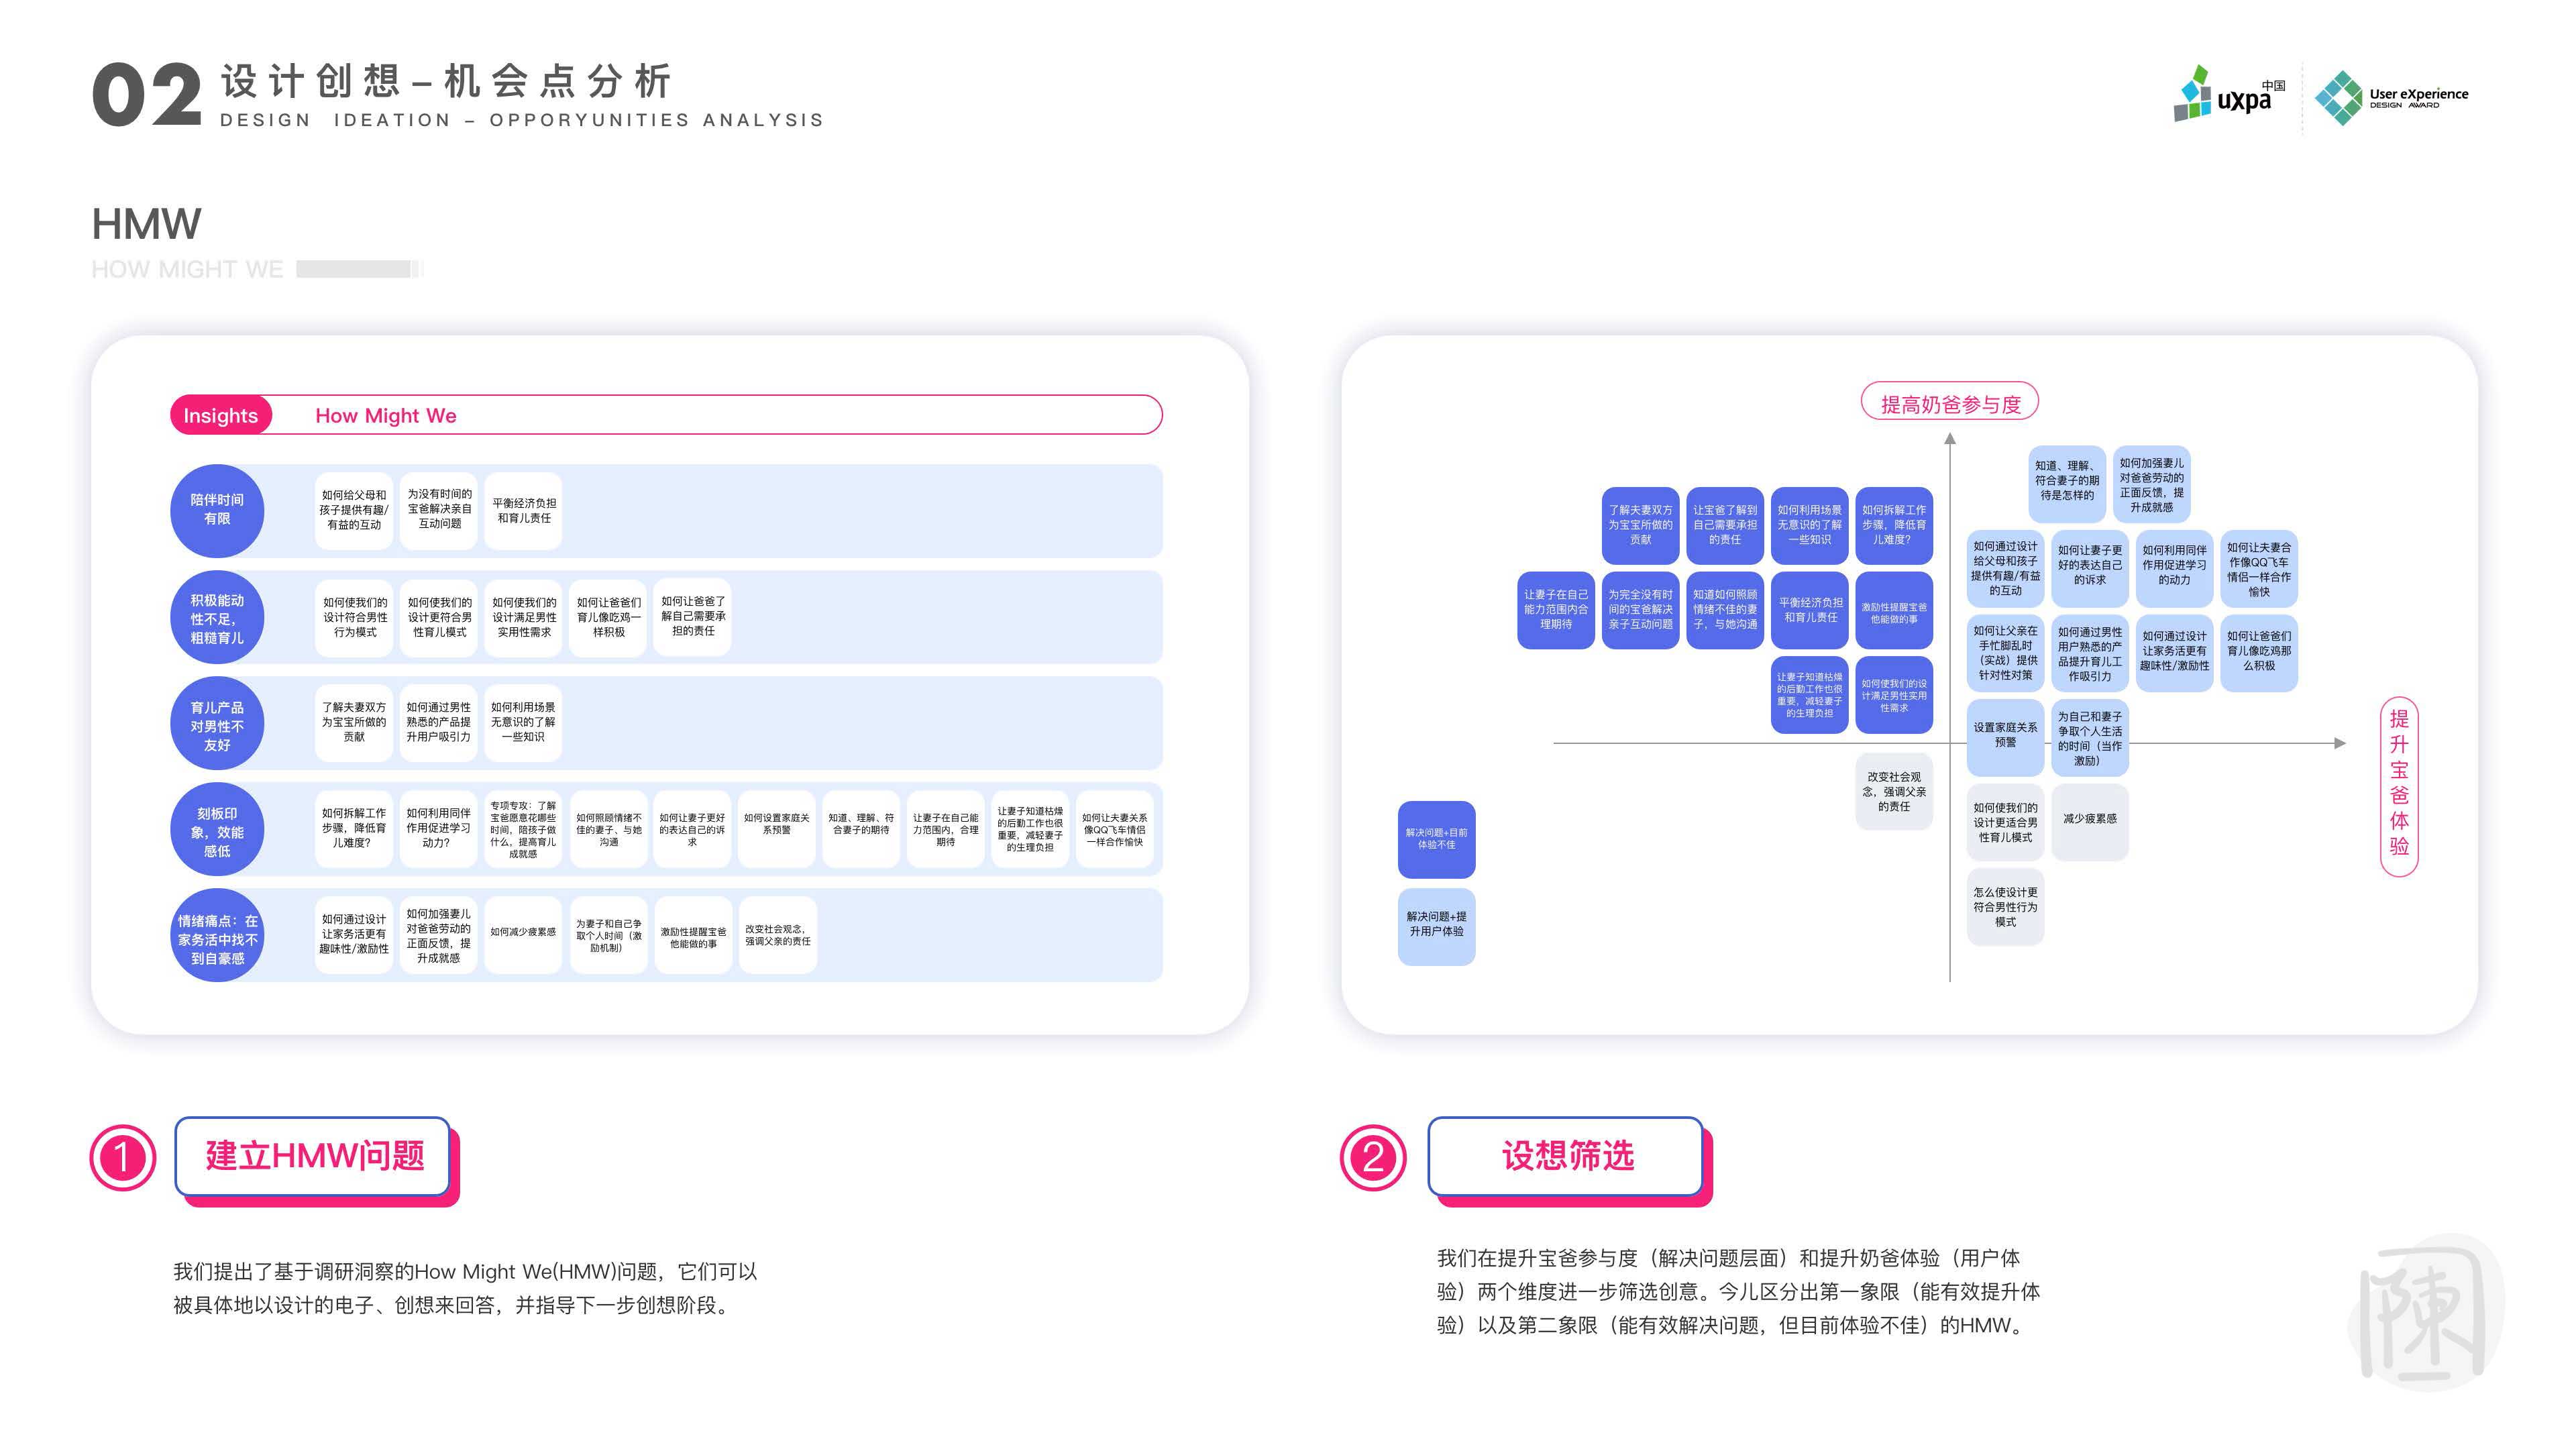 02
设计创想–机会点分析
DESIGN IDEATION – OPPORYUNITIES ANALYSIS
uxpa
中国
User eXperience
DESIGN AWARD
HMW
HOW MIGHT WE
Insights
How Might We
陪伴时间
有限
如何给父母和
孩子提供有趣/
有益的互动
为没有时间的
宝爸解决亲自
互动问题
平衡经济负担
和育儿责任
积极能动
性不足，
粗糙育儿
如何使我们的
设计符合男性
行为模式
如何使我们的
设计更符合男
性育儿模式
如何使我们的
设计满足男性
实用性需求
如何让爸爸们
育儿像吃鸡一
样积极
如何让爸爸了
解自己需要承
担的责任
育儿产品
对男性不
友好
了解夫妻双方
为宝宝所做的
贡献
如何通过男性
熟悉的产品提
升用户吸引力
如何利用场景
无意识的了解
一些知识
刻板印
象，效能
感低
如何拆解工作
步骤，降低育
儿难度？
如何利用同伴
作用促进学习
动力？
专项专攻：了解
宝爸愿意花哪些
时间，陪孩子做
什么，提高育儿
成就感
如何照顾情绪不
佳的妻子、与她
沟通
如何让妻子更好
的表达自己的诉
求
如何设置家庭关
系预警
知道、理解、符
合妻子的期待
让妻子在自己能
力范围内，合理
期待
让妻子知道枯燥
的后勤工作也很
重要，减轻妻子
的生理负担
如何让夫妻关系
像QQ飞车情侣
一样合作愉快
情绪痛点：在
家务活中找不
到自豪感
如何通过设计
让家务活更有
趣味性/激励性
如何加强妻儿
对爸爸劳动的
正面反馈，提
升成就感
如何减少疲累感
为妻子和自己争
取个人时间（激
励机制）
激励性提醒宝爸
他能做的事
改变社会观念，
强调父亲的责任
提高奶爸参与度
知道、理解、
符合妻子的期
待是怎样的
如何加强妻儿
对爸爸劳动的
正面反馈，提
升成就感
了解夫妻双方
为宝宝所做的
贡献
让宝爸了解到
自己需要承担
的责任
如何利用场景
无意识的了解
一些知识
如何拆解工作
步骤，降低育
儿难度？
如何通过设计
给父母和孩子
提供有趣/有益
的互动
如何让妻子更
好的表达自己
的诉求
如何利用同伴
作用促进学习
的动力
如何让夫妻合
作像QQ飞车
情侣一样合作
愉快
让妻子在自己
能力范围内合
理期待
为完全没有时
间的宝爸解决
亲子互动问题
知道如何照顾
情绪不佳的妻
子，与她沟通
平衡经济负担
和育儿责任
激励性提醒宝爸
他能做的事
如何让父亲在
手忙脚乱时
（实战）提供
针对性对策
如何通过男性
用户熟悉的产
品提升育儿工
作吸引力
如何通过设计
让家务活更有
趣味性/激励性
如何让爸爸们
育儿像吃鸡那
么积极
让妻子知道枯燥
的后勤工作也很
重要，减轻妻子
的生理负担
如何使我们的设
计满足男性实用
性需求
设置家庭关系
预警
为自己和妻子
争取个人生活
的时间（当作
激励）
提升宝爸体验
改变社会观
念，强调父亲
的责任
如何使我们的
设计更适合男
性育儿模式
减少疲累感
怎么使设计更
符合男性行为
模式
解决问题+目前
体验不佳
解决问题+提
升用户体验
1
建立HMW问题
我们提出了基于调研洞察的How Might We(HMW)问题，它们可以
被具体地以设计的电子、创想来回答，并指导下一步创想阶段。
2
设想筛选
我们在提升宝爸参与度（解决问题层面）和提升奶爸体验（用户体
验）两个维度进一步筛选创意。今儿区分出第一象限（能有效提升体
验）以及第二象限（能有效解决问题，但目前体验不佳）的HMW。
陳